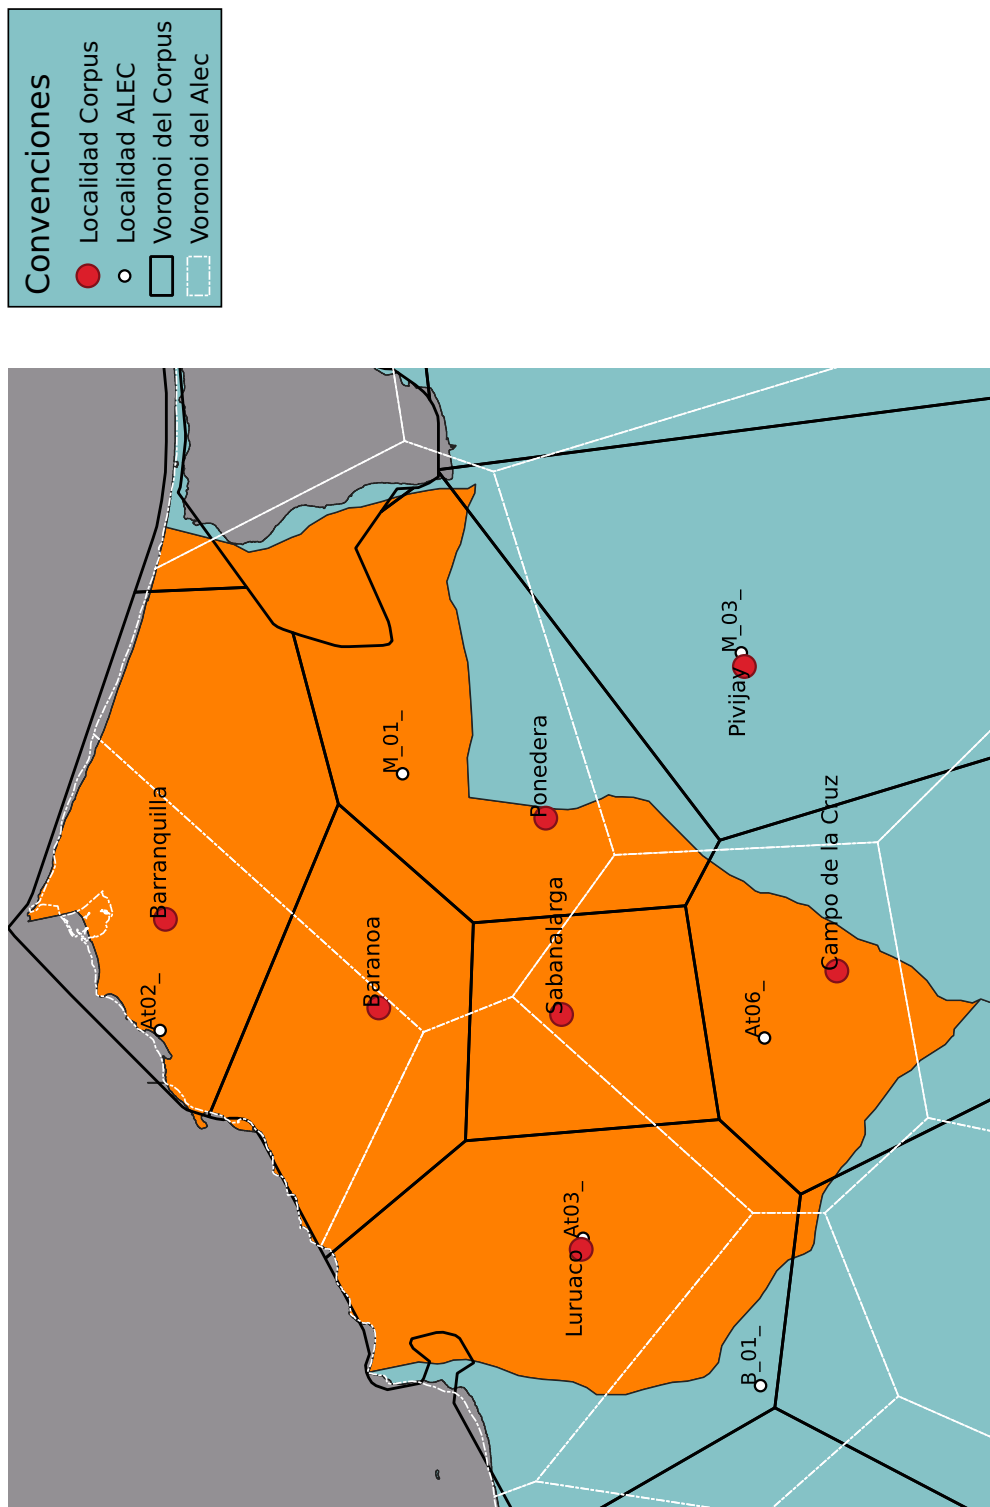 Convenciones
Localidad Corpus
Localidad ALEC
Voronoi del Corpus
Voronoi del Alec
Barranquilla
At02_
M_01_
Baranoa
Ponedera
Sabanalarga
M_03_
Pivijay
Campo de la Cruz
At06_
At03_
Luruaco
B_01_